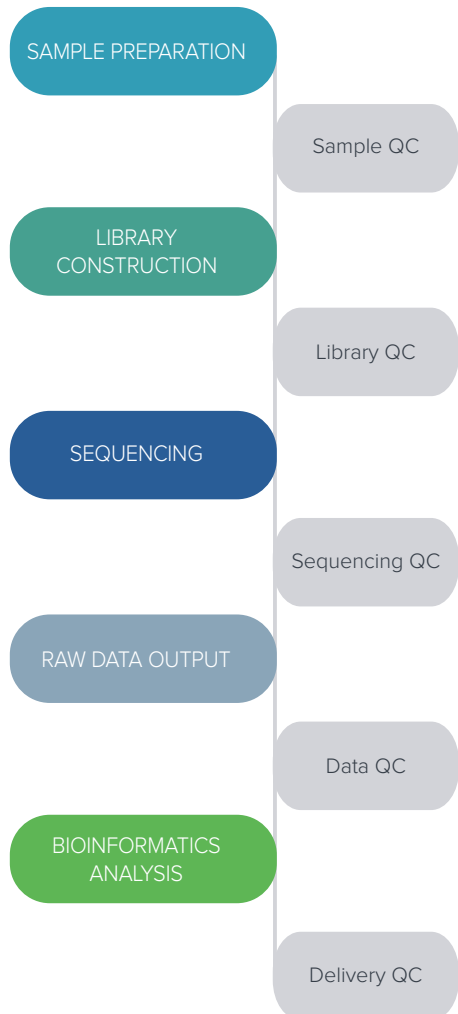 SAMPLE PREPARATION
Sample QC
LIBRARY
CONSTRUCTION
Library QC
SEQUENCING
Sequencing QC
RAW DATA OUTPUT
Data QC
BIOINFORMATICS
ANALYSIS
Delivery QC